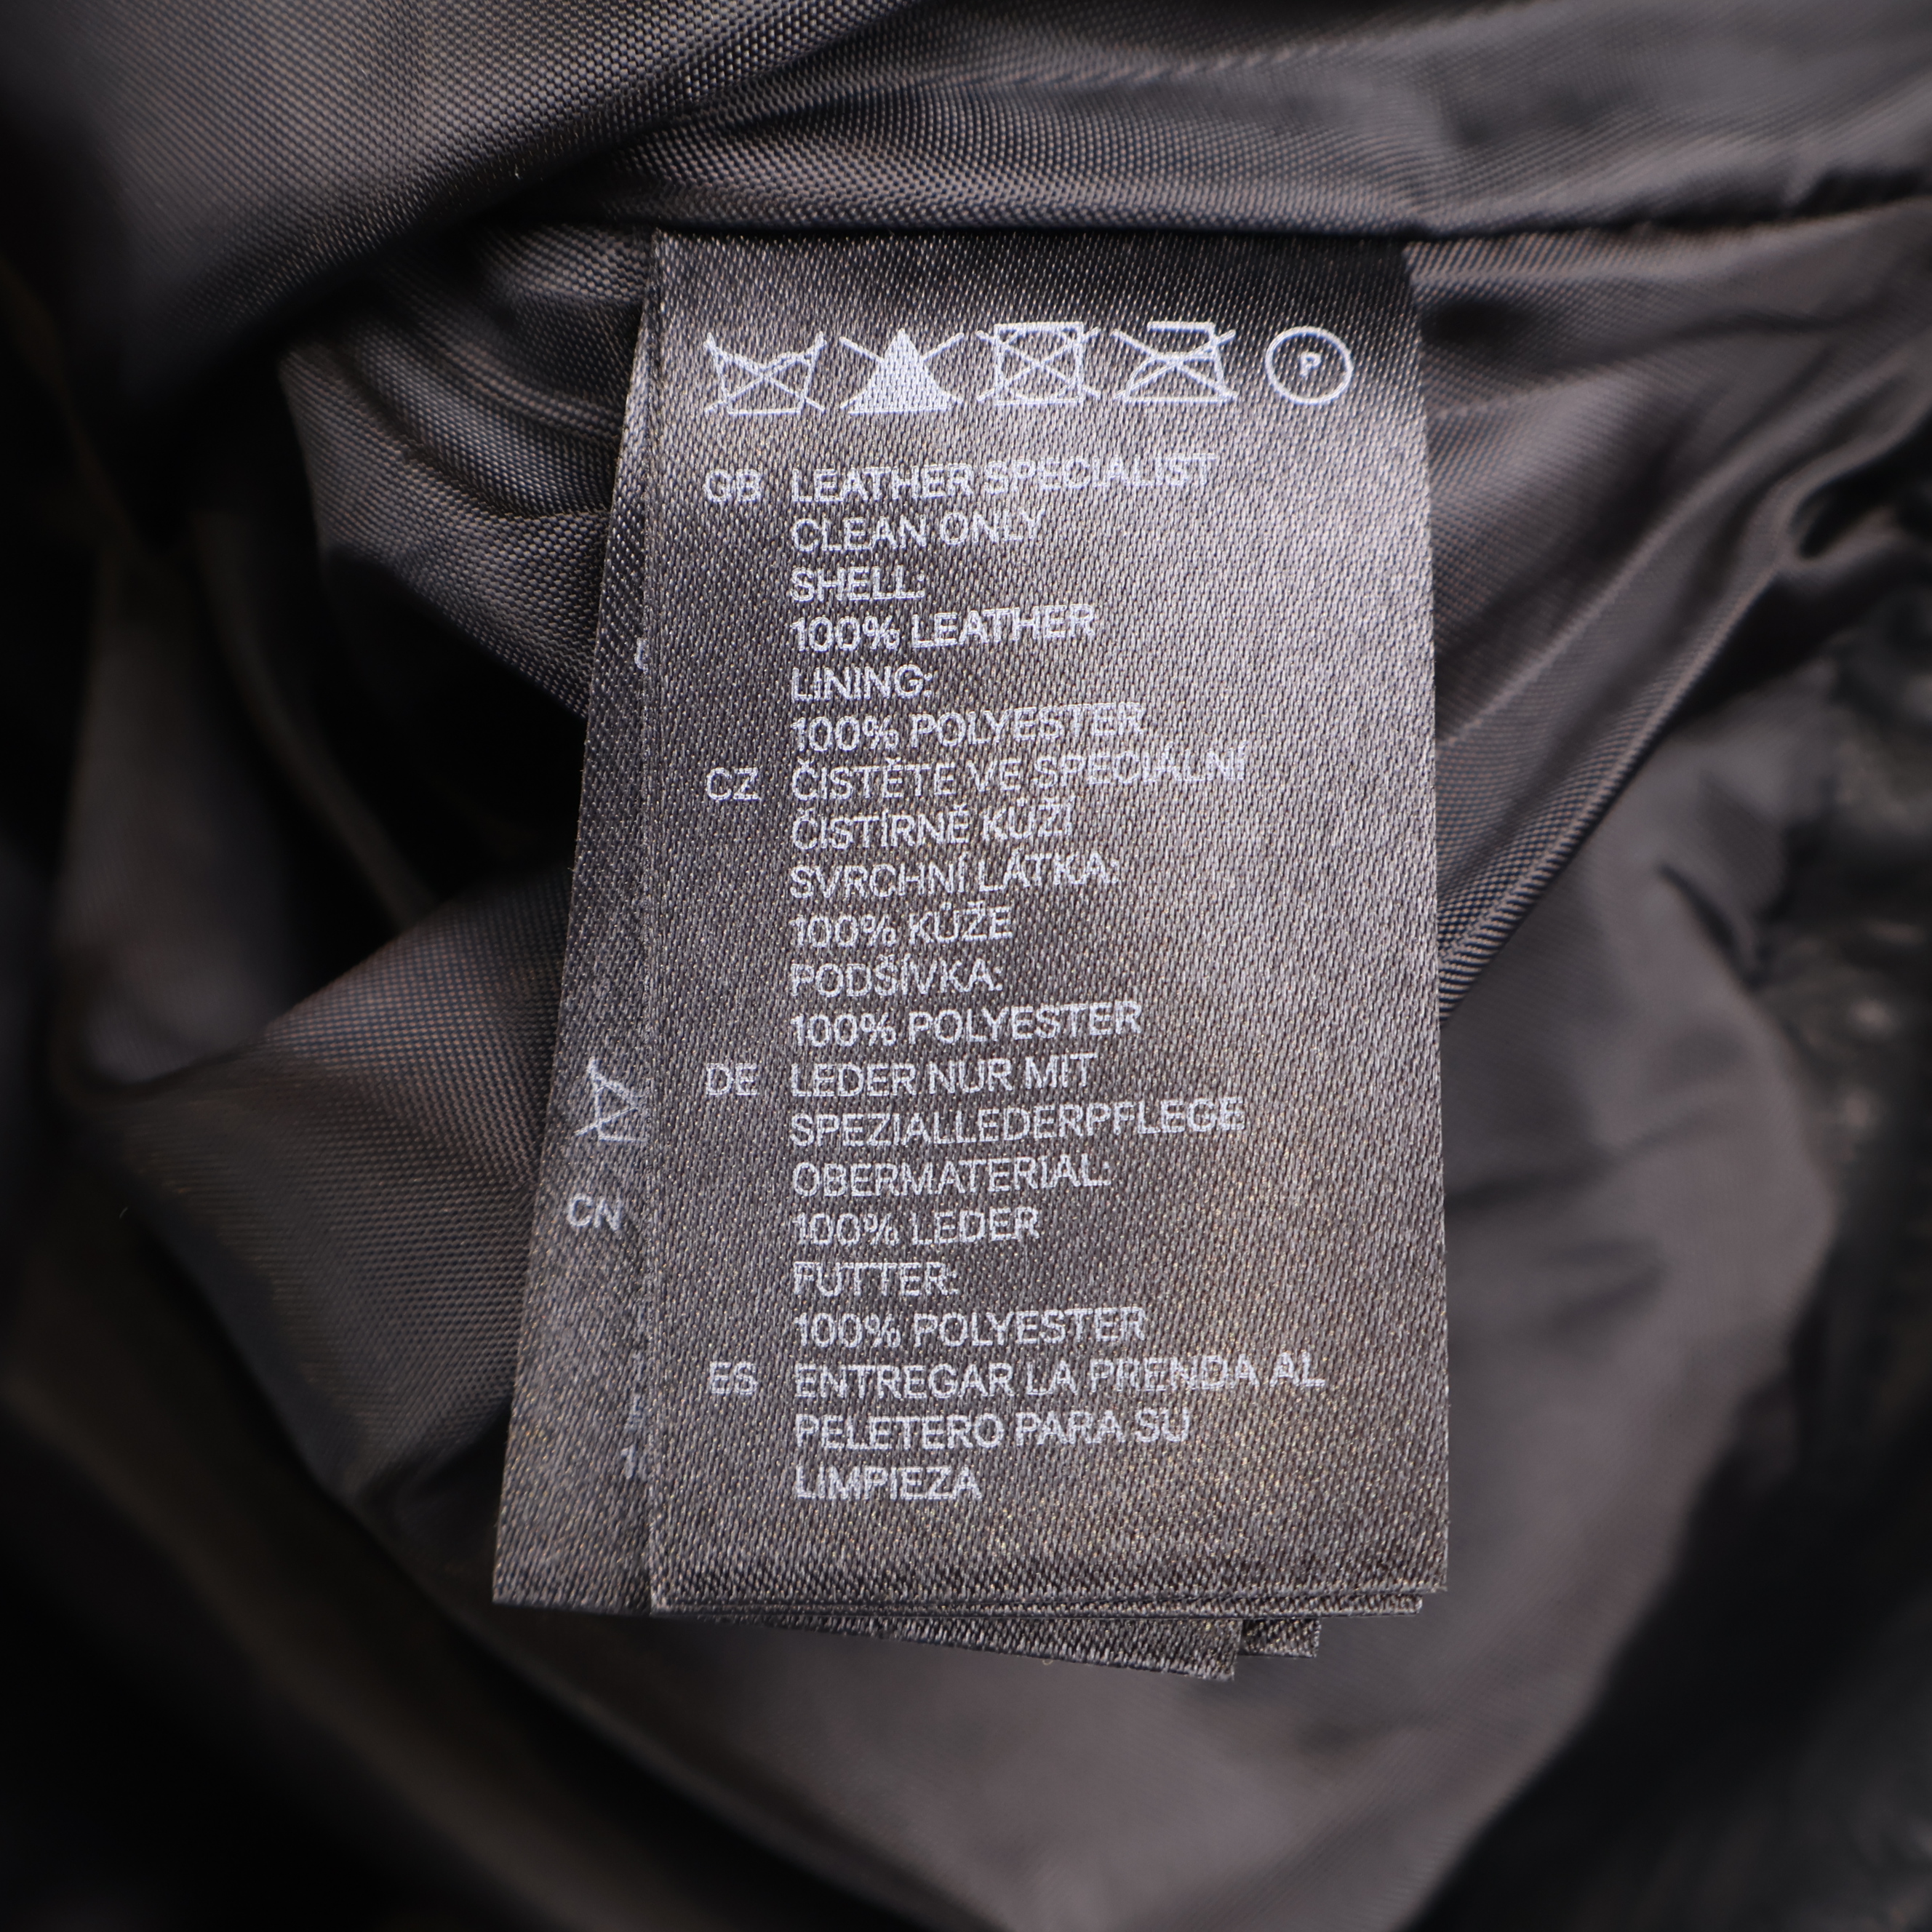 P
GB LEATHER SPECIALIST
CLEAN ONLY
SHELL:
100% LEATHER
LINING:
100% POLYESTER
CZ ČISTĚTE VE SPECIÁLNÍ
ČISTÍRNĚ KŮŽÍ
SVRCHNÍ LÁTKA:
100% KŮŽE
PODŠÍVKA:
100% POLYESTER
DE LEDER NUR MIT
SPEZIALLEDERPFLEGE
OBERMATERIAL:
100% LEDER
FUTTER:
100% POLYESTER
ES ENTREGAR LA PRENDA AL
PELETERO PARA SU
LIMPIEZA
CN